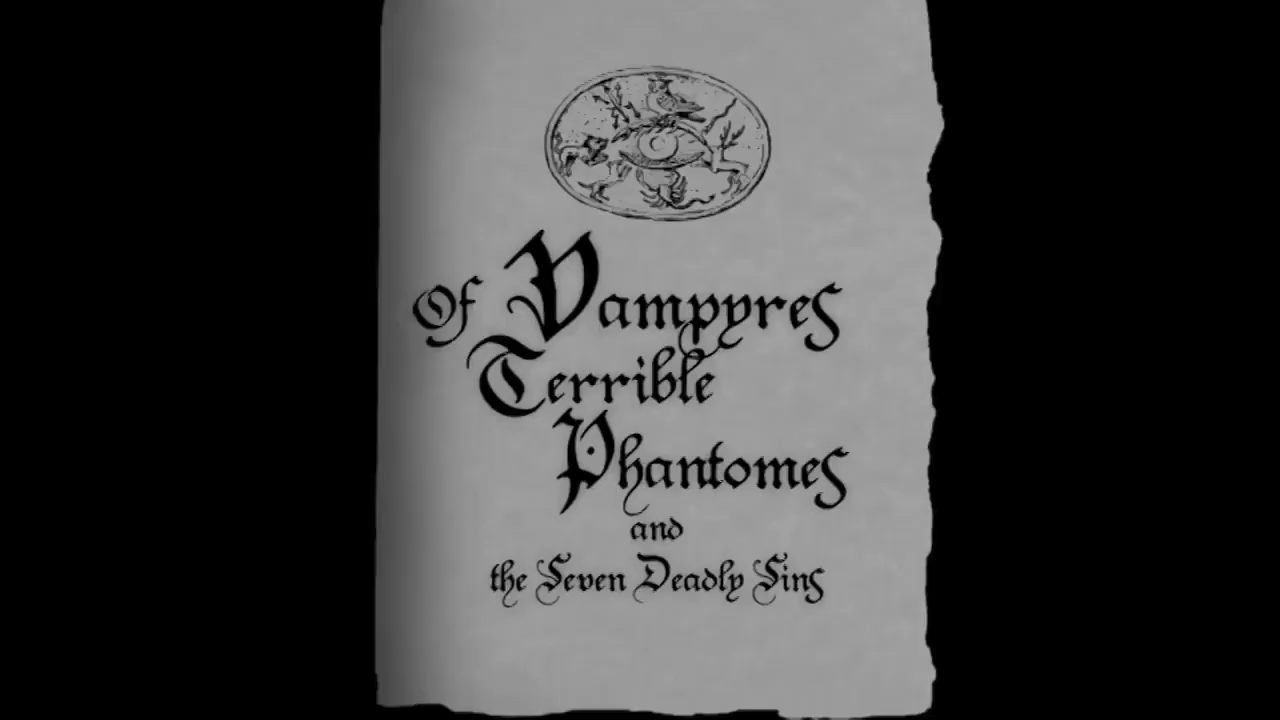 Of Vampyres
Terrible
Phantomes
and
the Seven Deadly Sins